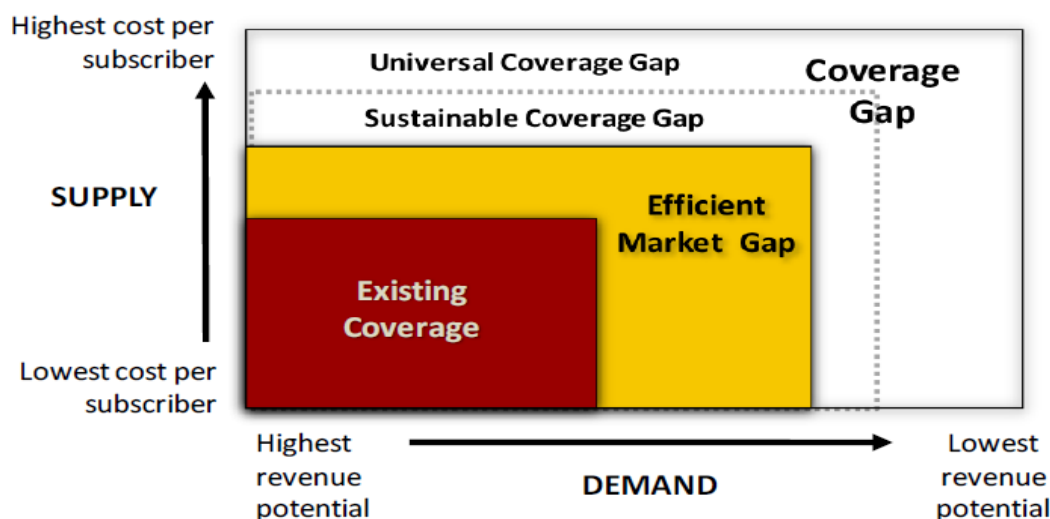 Highest cost per
subscriber
Universal Coverage Gap
Coverage
Gap
Sustainable Coverage Gap
SUPPLY
Efficient
Market Gap
Existing
Coverage
Lowest cost per
subscriber
Highest
revenue
potential
DEMAND
Lowest
revenue
potential